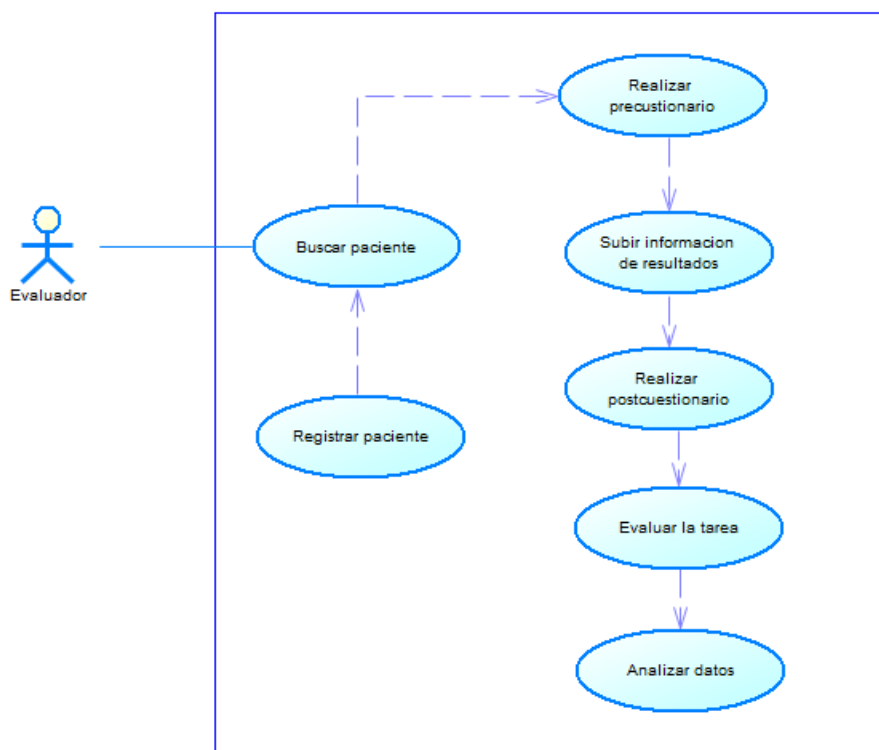 Realizar
precustionario
Buscar paciente
Subir informacion
de resultados
Evaluador
Realizar
postcuestionario
Registrar paciente
Evaluar la tarea
Analizar datos